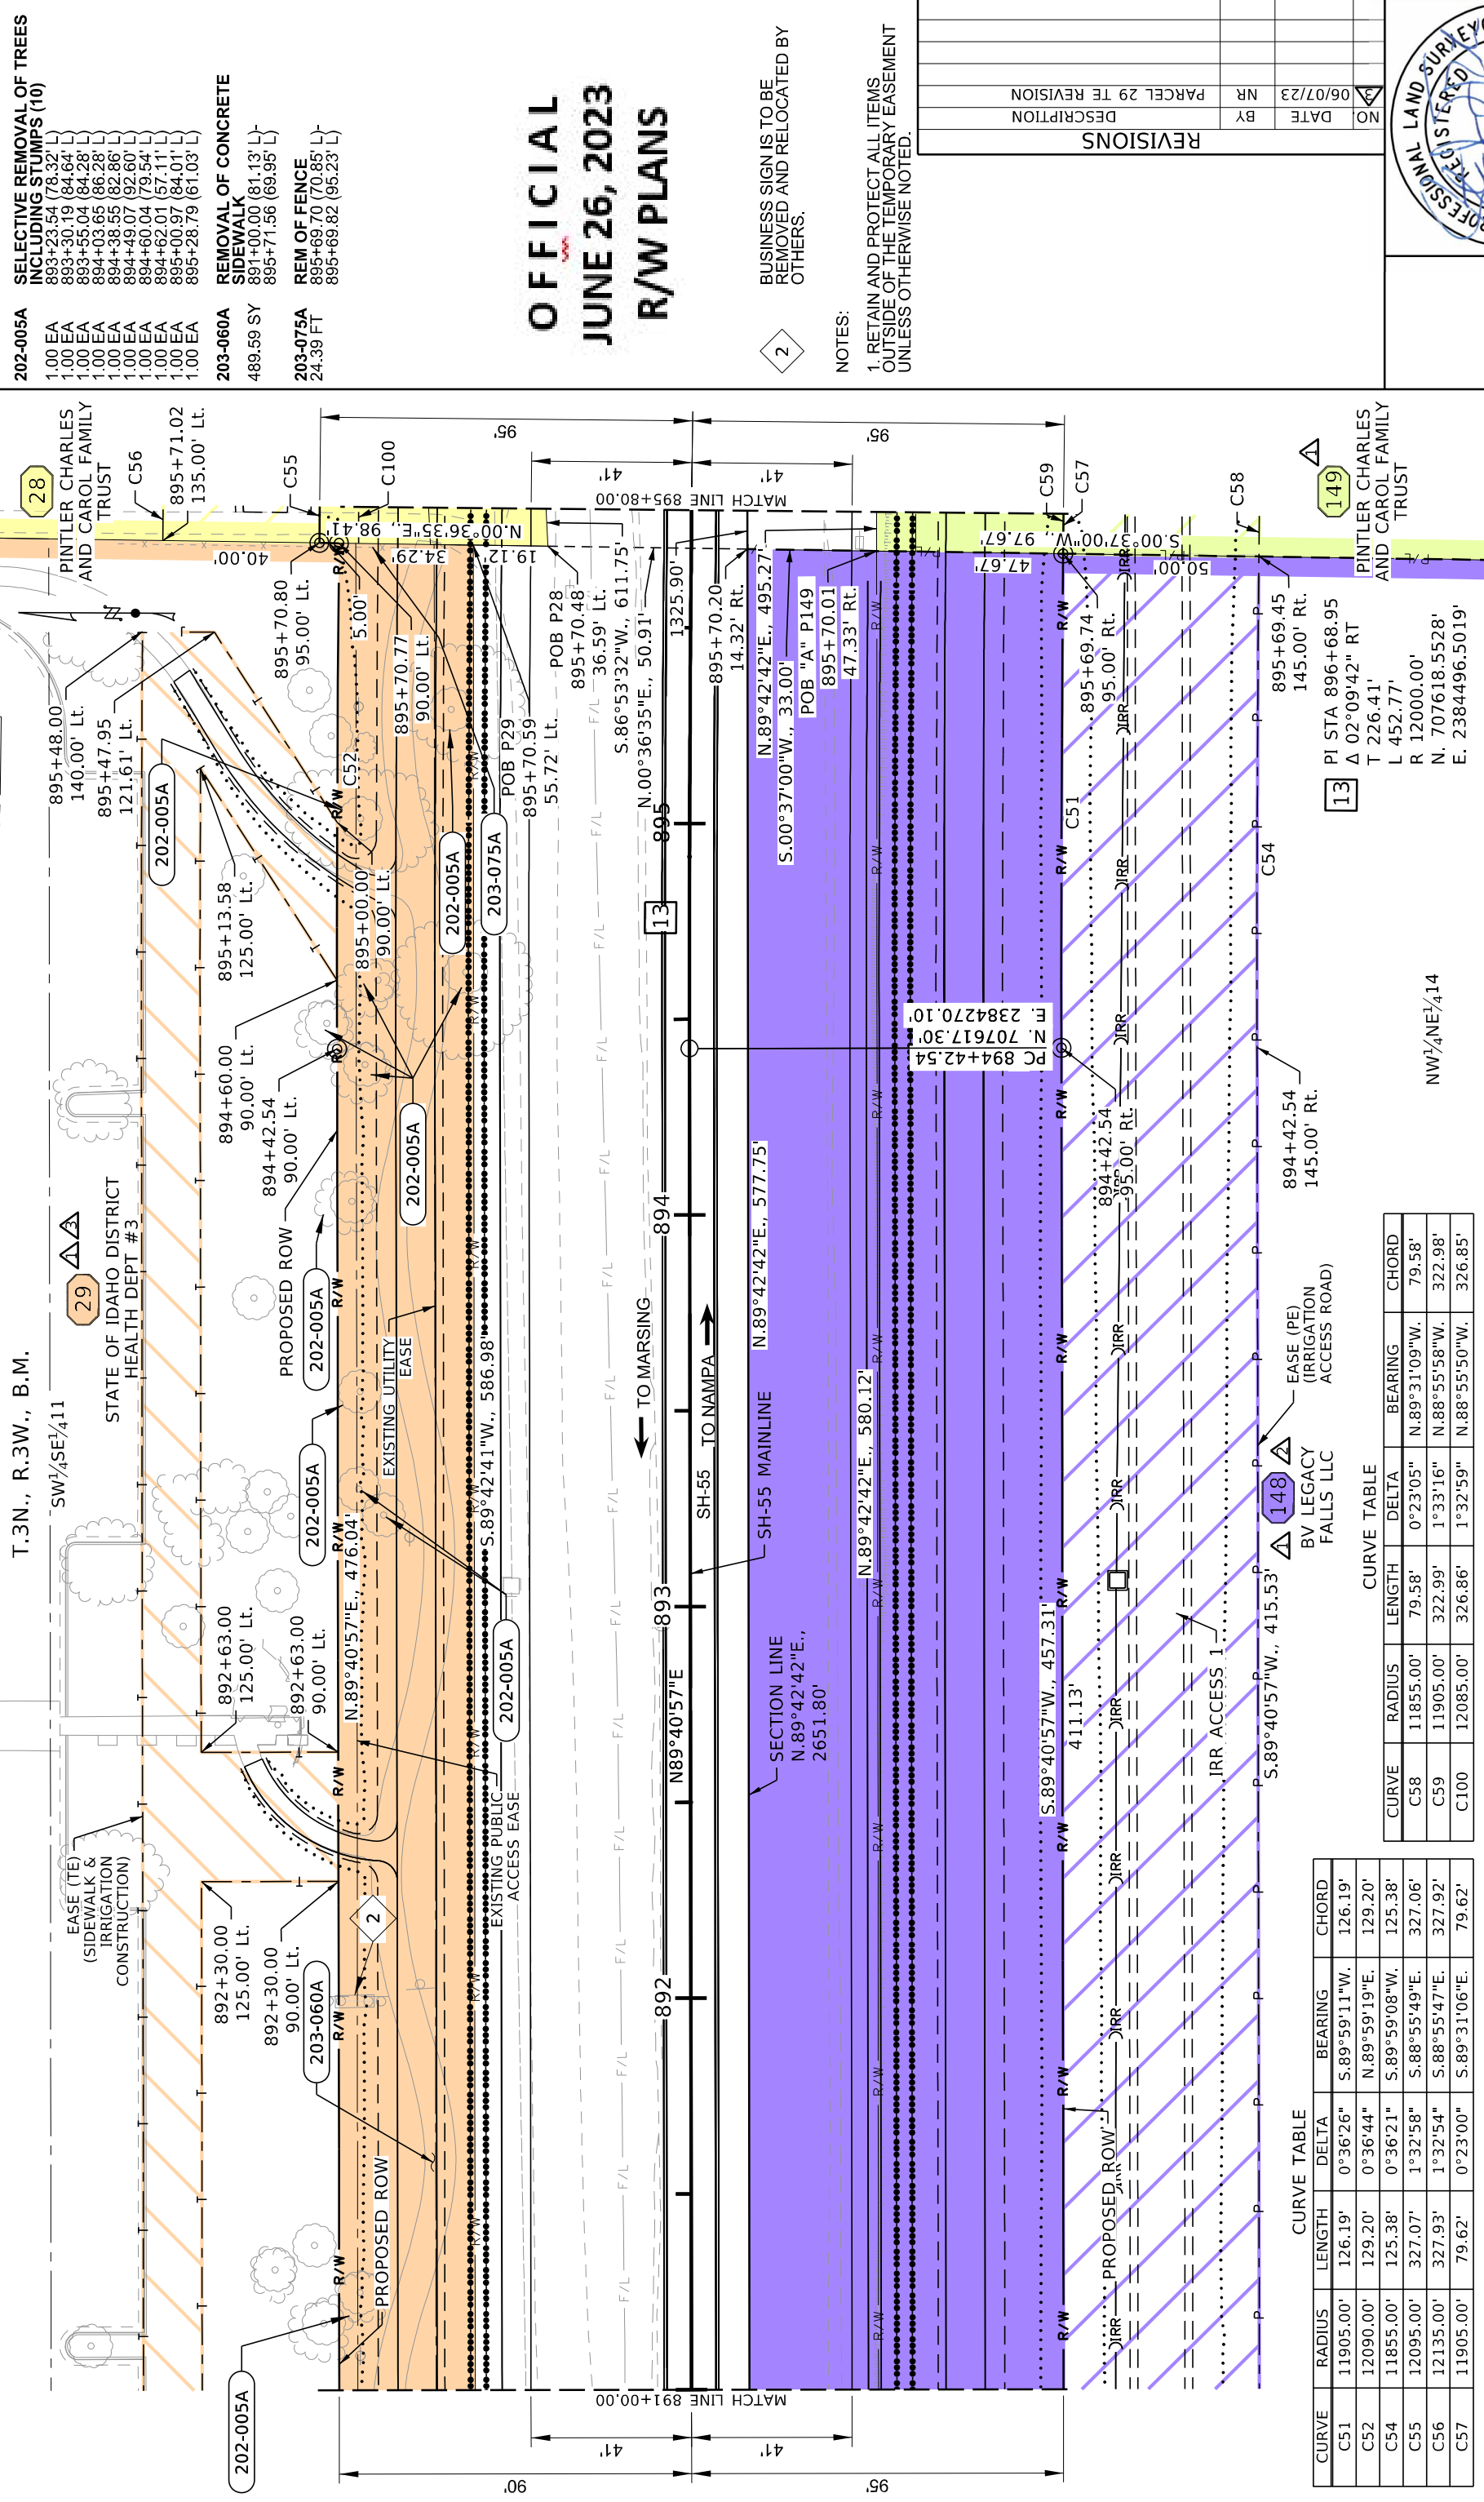 202-005A SELECTIVE REMOVAL OF TREES
INCLUDING STUMPS (10)
1.00 EA 893+23.54 (78.32' L)
1.00 EA 893+30.19 (84.64' L)
1.00 EA 893+55.04 (84.28' L)
1.00 EA 894+03.65 (86.28' L)
1.00 EA 894+38.55 (82.86' L)
1.00 EA 894+49.07 (92.60' L)
1.00 EA 894+60.04 (79.54' L)
1.00 EA 894+62.01 (57.11' L)
1.00 EA 895+00.97 (84.01' L)
1.00 EA 895+28.79 (61.03' L)
203-060A REMOVAL OF CONCRETE
SIDEWALK
489.59 SY 891+00.00 (81.13' L)-
895+71.56 (69.95' L)
203-075A REM OF FENCE
24.39 FT 895+69.70 (70.85' L)-
895+69.82 (95.23' L)
OFFICIAL
JUNE 26, 2023
R/W PLANS
2
BUSINESS SIGN IS TO BE
REMOVED AND RELOCATED BY
OTHERS.
NOTES:
1. RETAIN AND PROTECT ALL ITEMS
OUTSIDE OF THE TEMPORARY EASEMENT
UNLESS OTHERWISE NOTED.
REVISIONS
NO. DATE BY DESCRIPTION
3 06/07/23 NR PARCEL 29 TE REVISION
PROFESSIONAL LAND SURVEYOR
REGISTERED
T.3N., R.3W., B.M.
SW¼SE¼11
29
1 3
STATE OF IDAHO DISTRICT
HEALTH DEPT #3
28
PINTLER CHARLES
AND CAROL FAMILY
TRUST
C56
895+71.02
135.00' Lt.
C55
C100
40.00'
34.29'
19.12'
5.00'
N.00°36'35"E., 98.41'
895+48.00
140.00' Lt.
895+47.95
121.61' Lt.
202-005A
895+13.58
125.00' Lt.
894+60.00
90.00' Lt.
894+42.54
90.00' Lt.
895+00.00
90.00' Lt.
C52
895+70.80
95.00' Lt.
895+70.77
90.00' Lt.
202-005A
203-075A
202-005A
202-005A
202-005A
PROPOSED ROW
EXISTING UTILITY
EASE
202-005A
892+63.00
125.00' Lt.
892+63.00
90.00' Lt.
N.89°40'57"E., 476.04'
S.89°42'41"W., 586.98'
EXISTING PUBLIC
ACCESS EASE
EASE (TE)
(SIDEWALK &
IRRIGATION
CONSTRUCTION)
892+30.00
125.00' Lt.
892+30.00
90.00' Lt.
203-060A
2
PROPOSED ROW
202-005A
R/W
F/L
POB P29
895+70.59
55.72' Lt.
POB P28
895+70.48
36.59' Lt.
S.86°53'32"W., 611.75'
N.00°36'35"E., 50.91'
1325.90'
895+70.20
14.32' Rt.
N.89°42'42"E., 495.27'
S.00°37'00"W., 33.00'
POB "A" P149
895+70.01
47.33' Rt.
MATCH LINE 895+80.00
MATCH LINE 891+00.00
95'
41'
41'
95'
90'
41'
41'
95'
892
893
894
895
13
TO MARSING
TO NAMPA
SH-55
SH-55 MAINLINE
N89°40'57"E
SECTION LINE
N.89°42'42"E.,
2651.80'
N.89°42'42"E., 577.75'
N.89°42'42"E., 580.12'
PC 894+42.54
N. 707617.30'
E. 2384270.10'
S.89°40'57"W., 457.31'
411.13'
C51
C59
C57
C58
S.00°37'00"W., 97.67'
47.67'
50.00'
P/L
895+69.74
95.00' Rt.
895+69.45
145.00' Rt.
C54
894+42.54
95.00' Rt.
894+42.54
145.00' Rt.
IRR
P
PROPOSED ROW
IRR ACCESS 1
S.89°40'57"W., 415.53'
1 148 2
BV LEGACY
FALLS LLC
EASE (PE)
(IRRIGATION
ACCESS ROAD)
1
149
PINTLER CHARLES
AND CAROL FAMILY
TRUST
13
PI STA 896+68.95
Δ 02°09'42" RT
T 226.41'
L 452.77'
R 12000.00'
N. 707618.5528'
E. 2384496.5019'
NW¼NE¼14
CURVE TABLE
CURVE RADIUS LENGTH DELTA BEARING CHORD
C51 11905.00' 126.19' 0°36'26" S.89°59'11"W. 126.19'
C52 12090.00' 129.20' 0°36'44" N.89°59'19"E. 129.20'
C54 11855.00' 125.38' 0°36'21" S.89°59'08"W. 125.38'
C55 12095.00' 327.07' 1°32'58" S.88°55'49"E. 327.06'
C56 12135.00' 327.93' 1°32'54" S.88°55'47"E. 327.92'
C57 11905.00' 79.62' 0°23'00" S.89°31'06"E. 79.62'
CURVE TABLE
CURVE RADIUS LENGTH DELTA BEARING CHORD
C58 11855.00' 79.58' 0°23'05" N.89°31'09"W. 79.58'
C59 11905.00' 322.99' 1°33'16" N.88°55'58"W. 322.98'
C100 12085.00' 326.86' 1°32'59" N.88°55'50"W. 326.85'